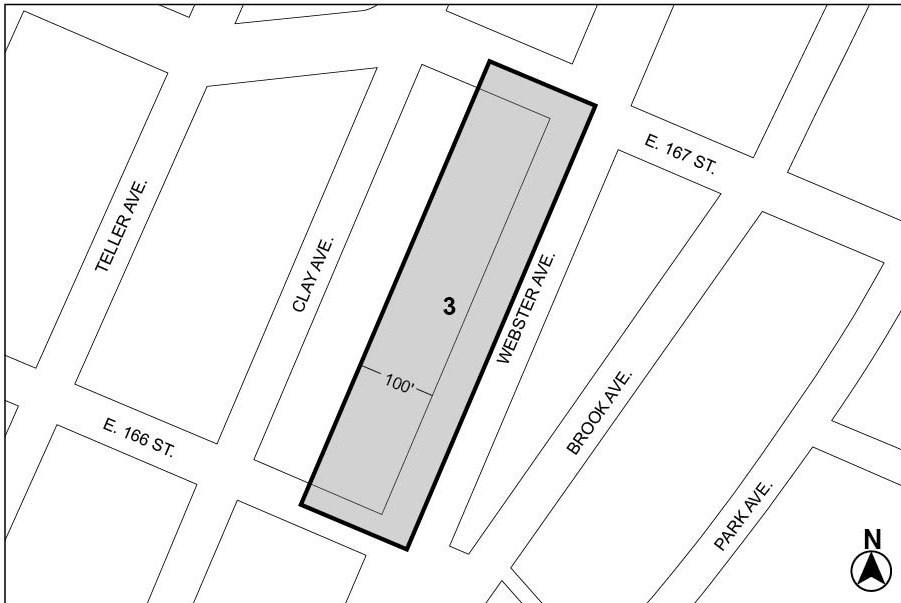 E. 167 ST.
TELLER AVE.
CLAY AVE.
WEBSTER AVE.
3
100'
BROOK AVE.
E. 166 ST.
PARK AVE.
N